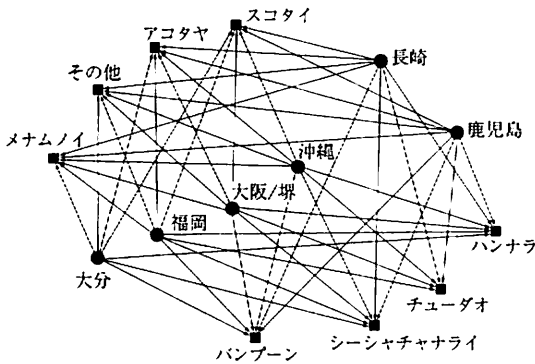 スコタイ
アコタヤ
長崎
その他
鹿児島
メナムノイ
沖縄
大阪/堺
福岡
ハンナラ
大分
チューダオ
シーシャチャナライ
バンプーン